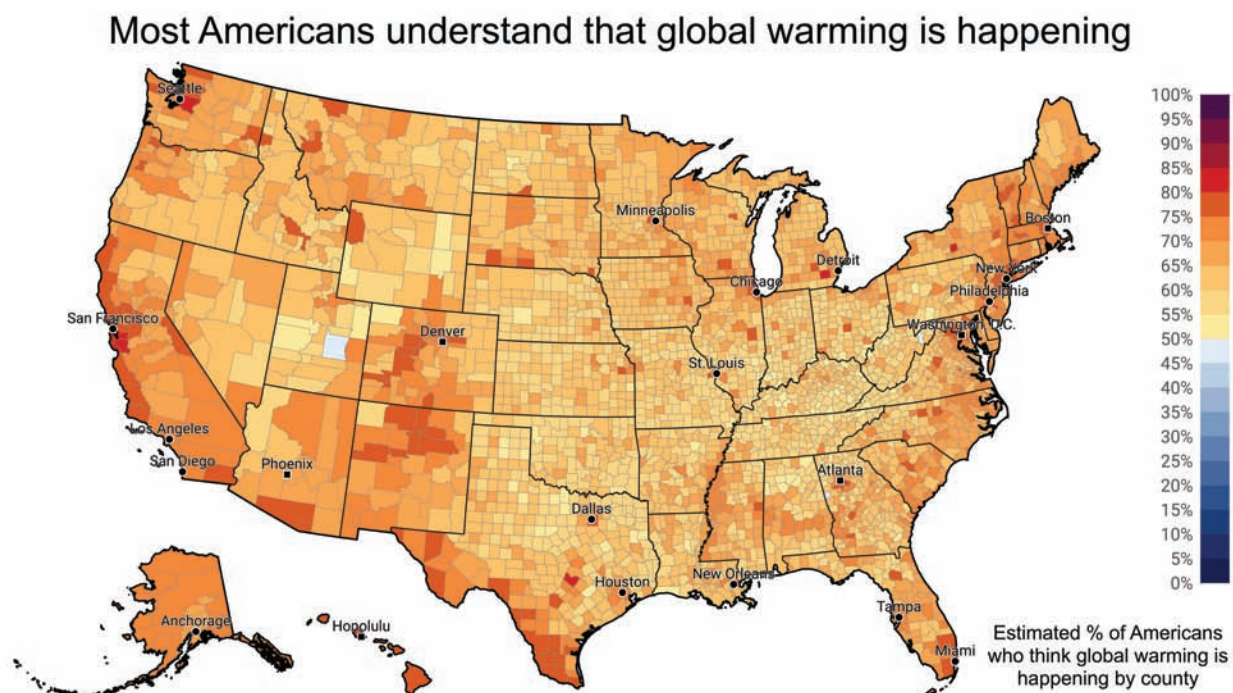 Most Americans understand that global warming is happening
Seattle
Minneapolis
Boston
Detroit
New York
Chicago
Philadelphia
San Francisco
Denver
Washington, D.C.
St. Louis
Los Angeles
San Diego
Phoenix
Atlanta
Dallas
Houston
New Orleans
Tampa
Anchorage
Honolulu
Miami
100%
95%
90%
85%
80%
75%
70%
65%
60%
55%
50%
45%
40%
35%
30%
25%
20%
15%
10%
5%
0%
Estimated % of Americans
who think global warming is
happening by county